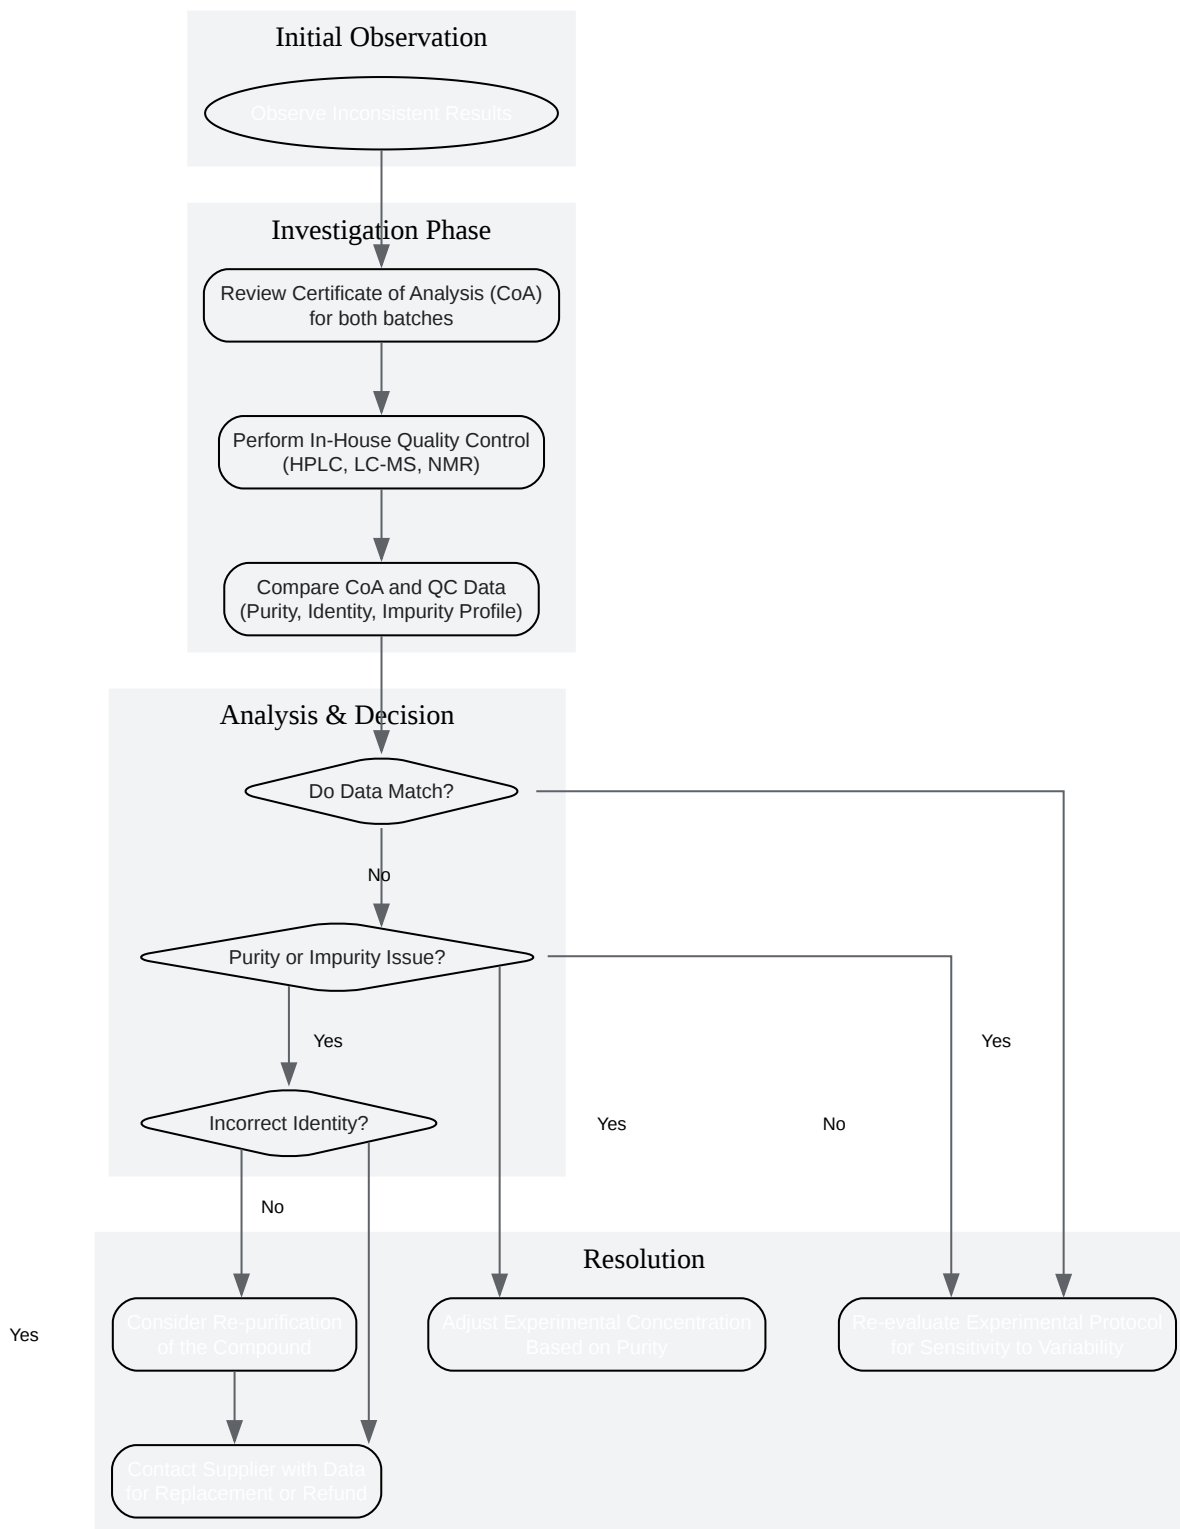 Initial Observation
Observe Inconsistent Results
Investigation Phase
Review Certificate of Analysis (CoA)
for both batches
Perform In-House Quality Control
(HPLC, LC-MS, NMR)
Compare CoA and QC Data
(Purity, Identity, Impurity Profile)
Analysis & Decision
Do Data Match?
No
Purity or Impurity Issue?
Yes
Yes
Incorrect Identity?
Yes
No
No
Resolution
Consider Re-purification
of the Compound
Adjust Experimental Concentration
Based on Purity
Re-evaluate Experimental Protocol
for Sensitivity to Variability
Yes
Contact Supplier with Data
for Replacement or Refund